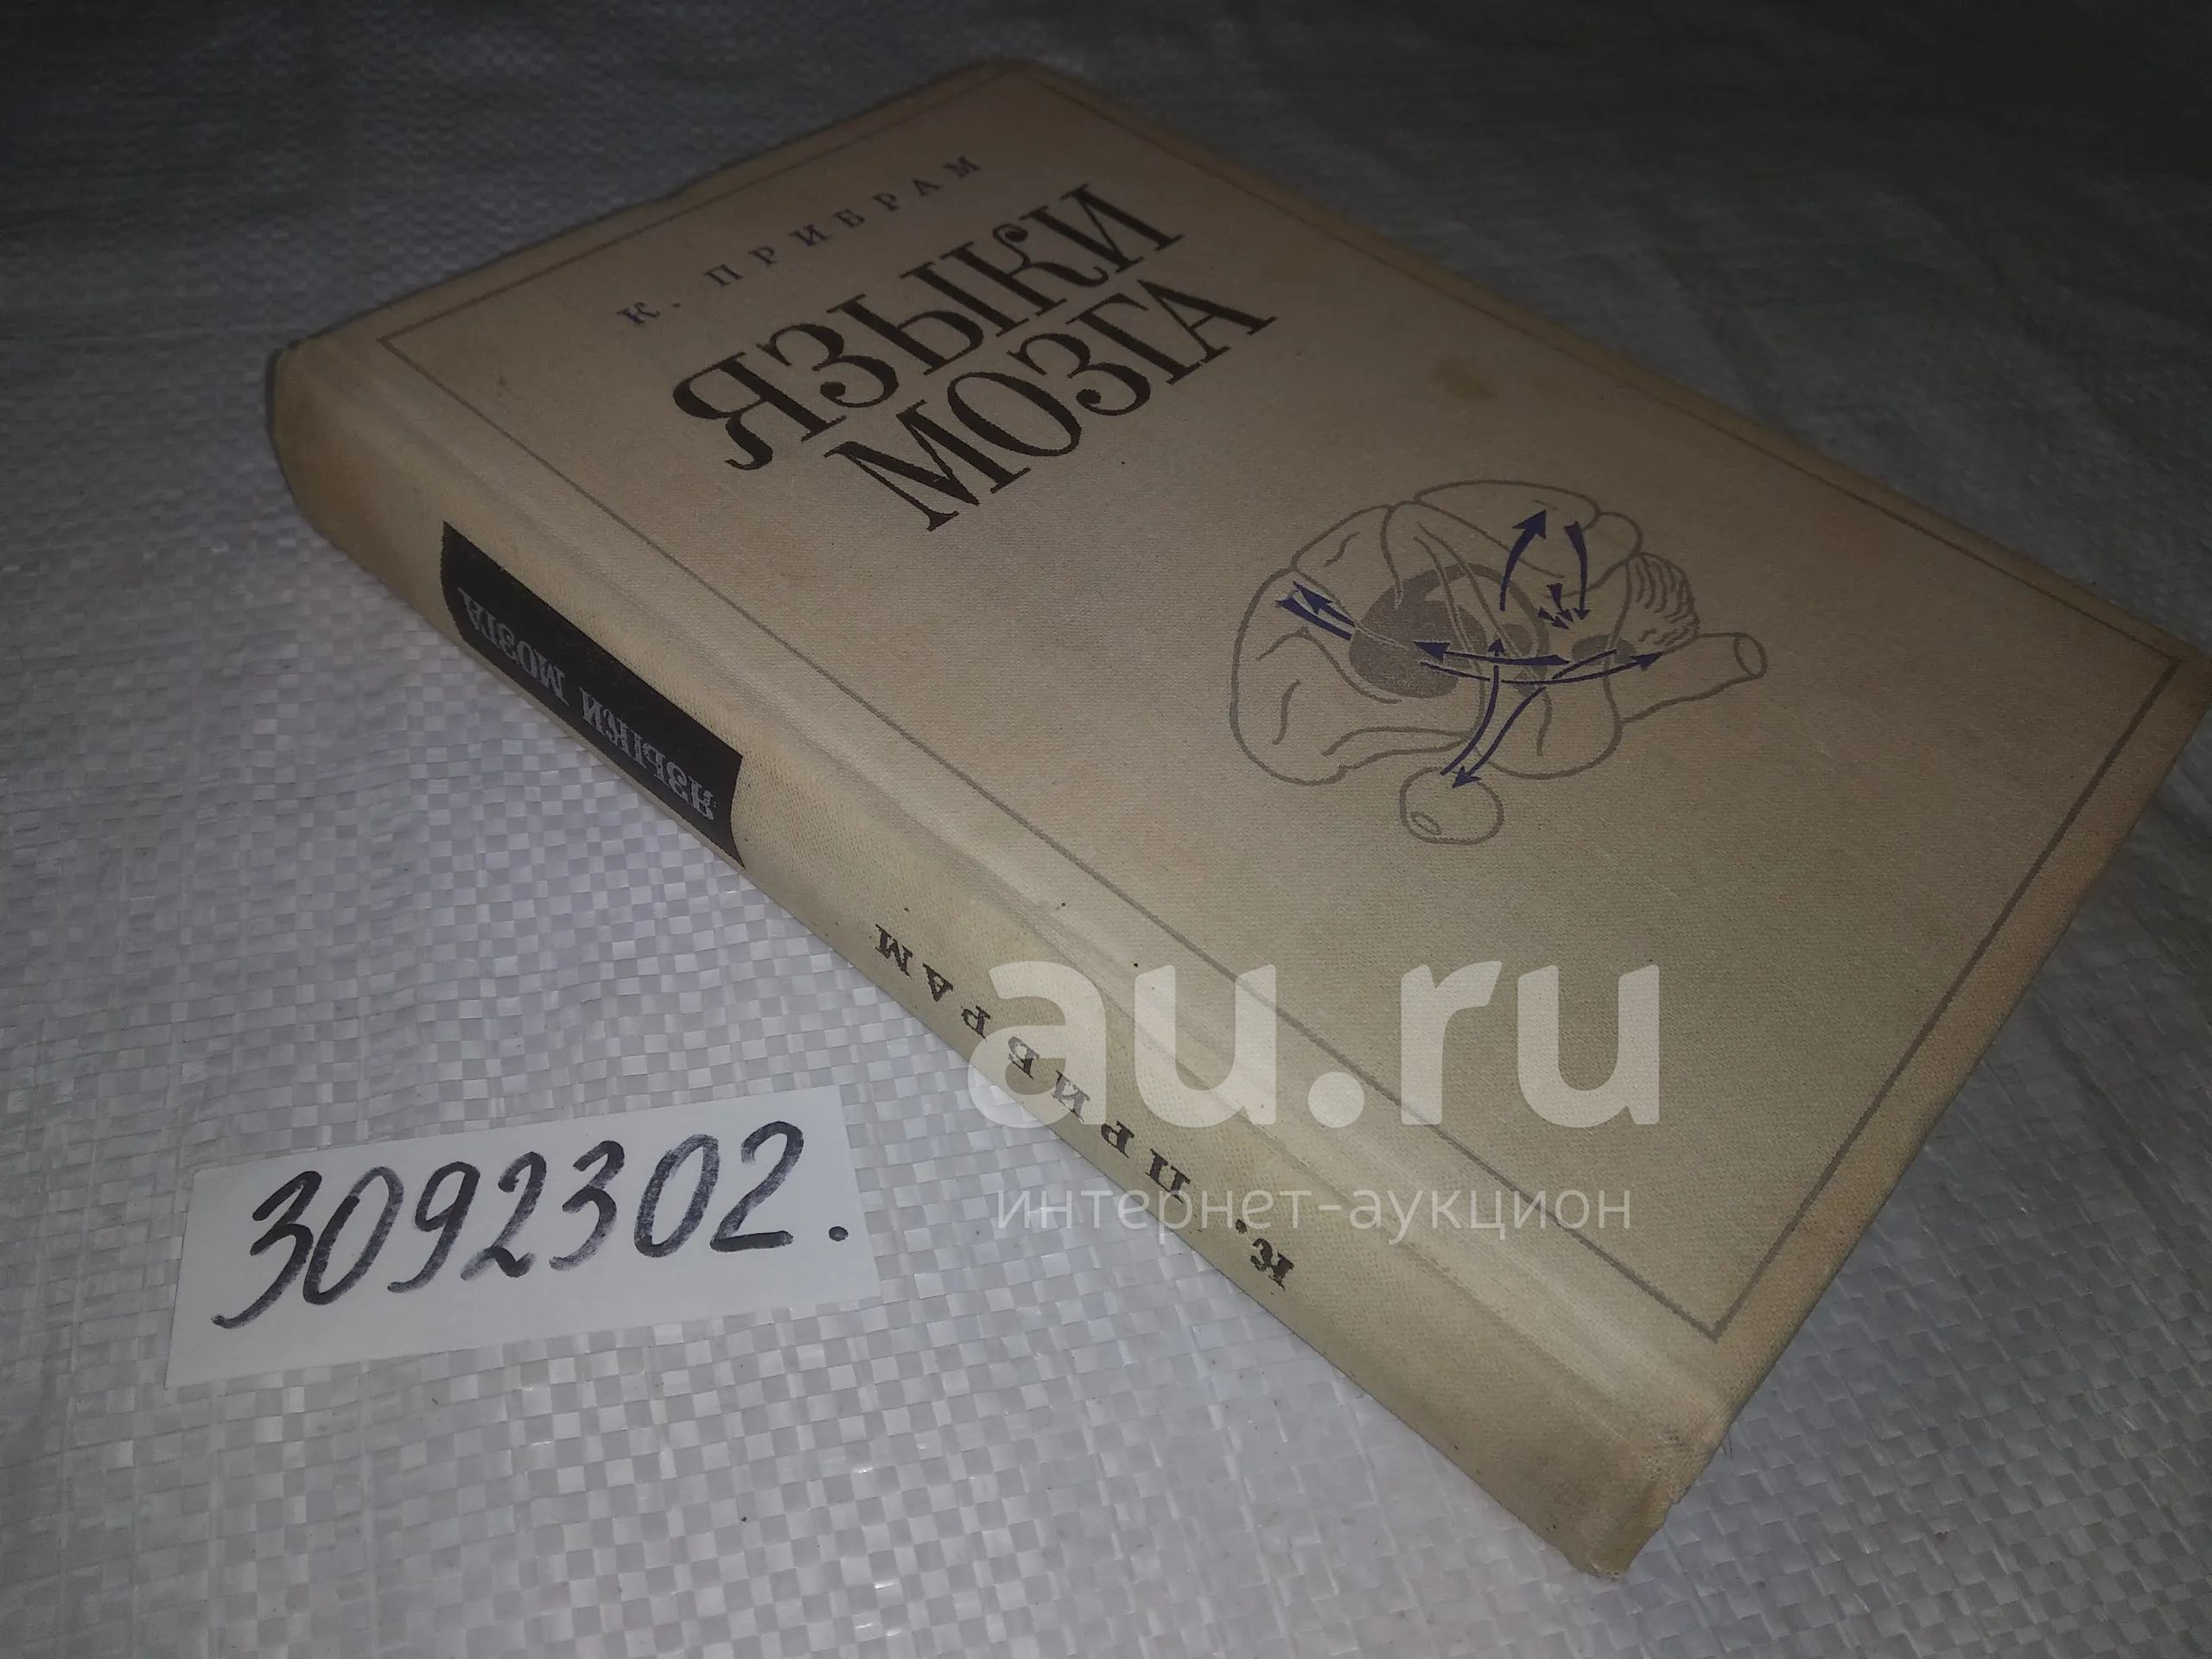 К. ПРИБРАМ
ЯЗЫКИ
МОЗГА
ЯЗЫКИ МОЗГА
К. ПРИБРАМ
3092302.
au.ru
интернет-аукцион